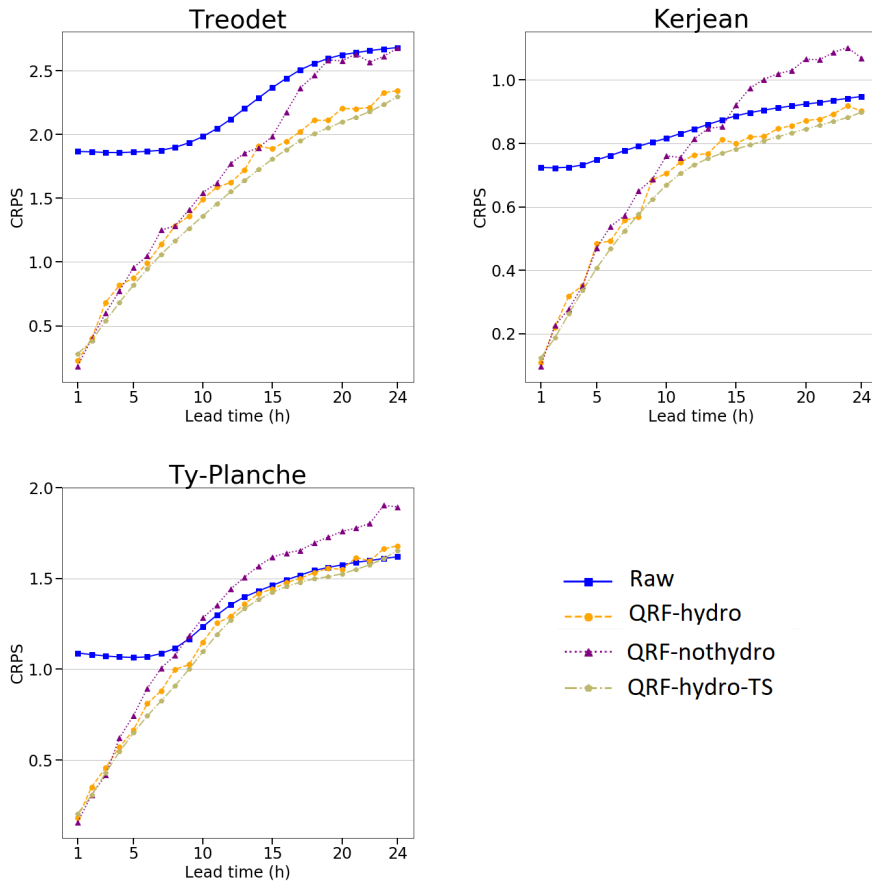 Treodet
CRPS
2.5
2.0
1.5
1.0
0.5
1 5 10 15 20 24
Lead time (h)
Kerjean
CRPS
1.0
0.8
0.6
0.4
0.2
1 5 10 15 20 24
Lead time (h)
Ty-Planche
CRPS
2.0
1.5
1.0
0.5
1 5 10 15 20 24
Lead time (h)
Raw
QRF-hydro
QRF-nothydro
QRF-hydro-TS